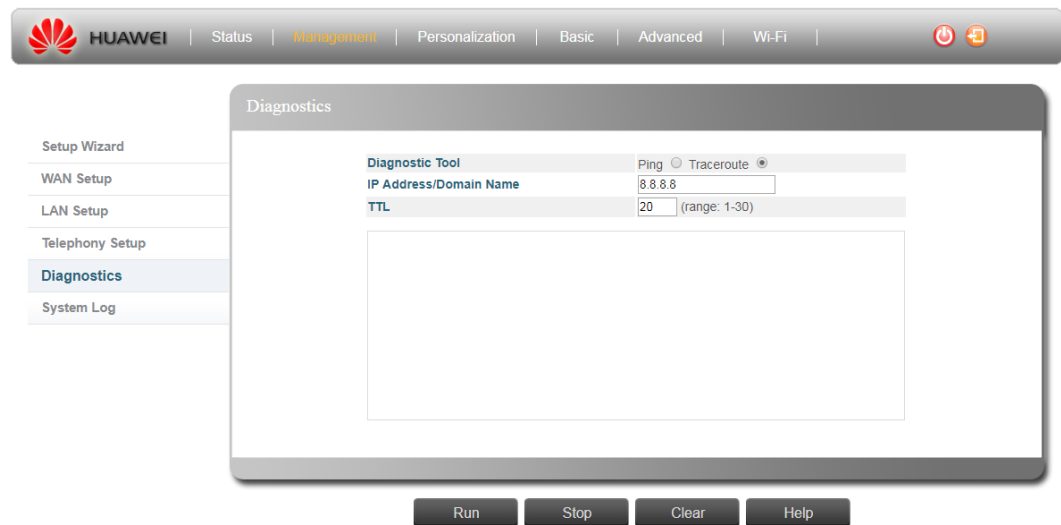 HUAWEI | Status | Management | Personalization | Basic | Advanced | Wi-Fi |
Diagnostics
Setup Wizard
WAN Setup
LAN Setup
Telephony Setup
Diagnostics
System Log
Diagnostic Tool Ping Traceroute
IP Address/Domain Name 8.8.8.8
TTL 20 (range: 1-30)
Run Stop Clear Help